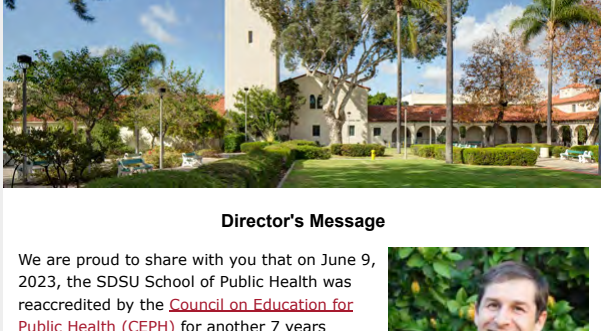 Director's Message
We are proud to share with you that on June 9,
2023, the SDSU School of Public Health was
reaccredited by the Council on Education for
Public Health (CEPH) for another 7 years